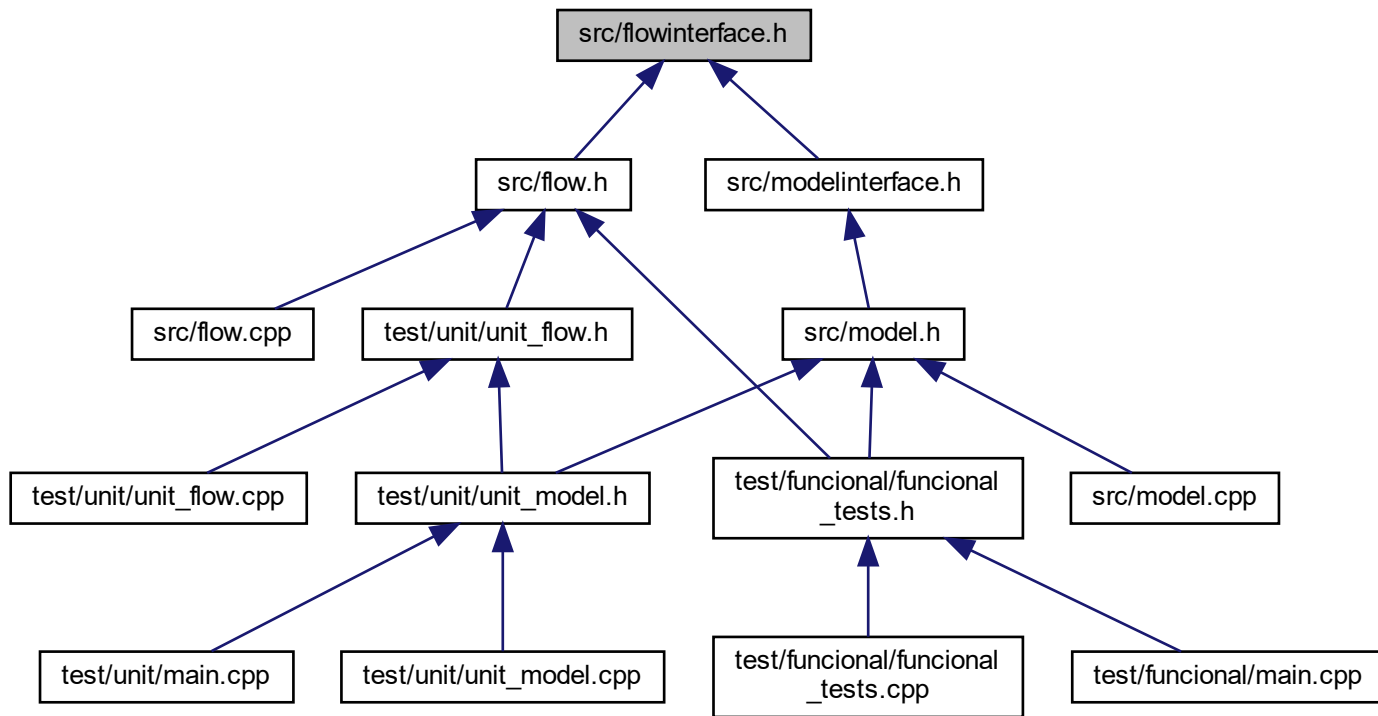 src/flowinterface.h
src/flow.h
src/modelinterface.h
src/flow.cpp
test/unit/unit_flow.h
src/model.h
test/unit/unit_flow.cpp
test/unit/unit_model.h
test/funcional/funcional
_tests.h
src/model.cpp
test/unit/main.cpp
test/unit/unit_model.cpp
test/funcional/funcional
_tests.cpp
test/funcional/main.cpp